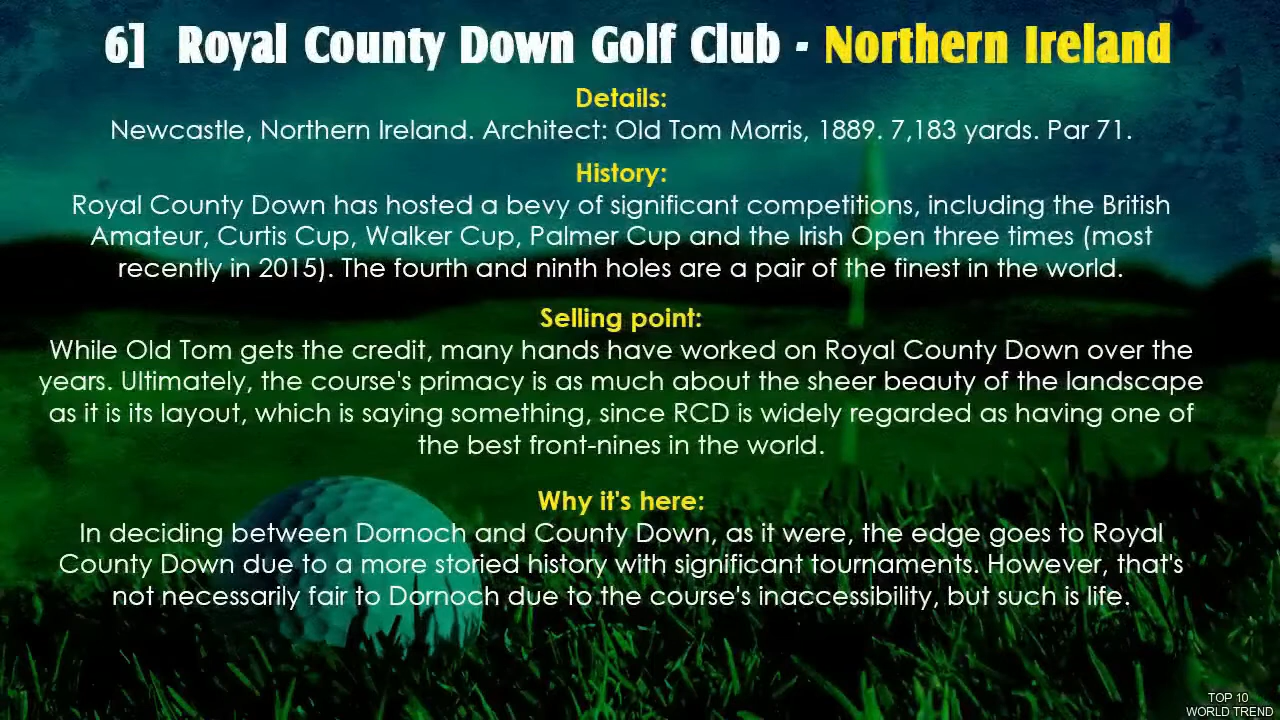 6] Royal County Down Golf Club - Northern Ireland
Details:
Newcastle, Northern Ireland. Architect: Old Tom Morris, 1889. 7,183 yards. Par 71.
History:
Royal County Down has hosted a bevy of significant competitions, including the British
Amateur, Curtis Cup, Walker Cup, Palmer Cup and the Irish Open three times (most
recently in 2015). The fourth and ninth holes are a pair of the finest in the world.
Selling point:
While Old Tom gets the credit, many hands have worked on Royal County Down over the
years. Ultimately, the course's primacy is as much about the sheer beauty of the landscape
as it is its layout, which is saying something, since RCD is widely regarded as having one of
the best front-nines in the world.
Why it's here:
In deciding between Dornoch and County Down, as it were, the edge goes to Royal
County Down due to a more storied history with significant tournaments. However, that's
not necessarily fair to Dornoch due to the course's inaccessibility, but such is life.
TOP 10
WORLD TREND